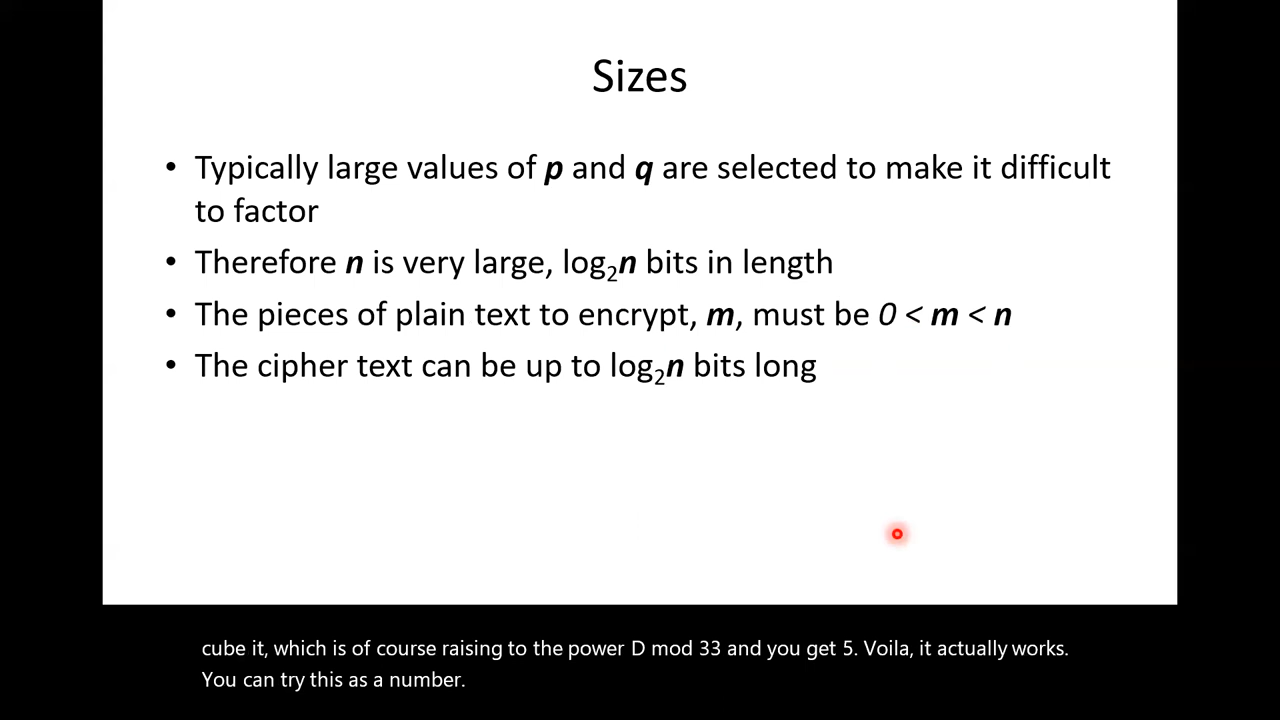 Sizes
• Typically large values of p and q are selected to make it difficult
to factor
• Therefore n is very large, log₂n bits in length
• The pieces of plain text to encrypt, m, must be 0 < m < n
• The cipher text can be up to log₂n bits long
cube it, which is of course raising to the power D mod 33 and you get 5. Voila, it actually works.
You can try this as a number.